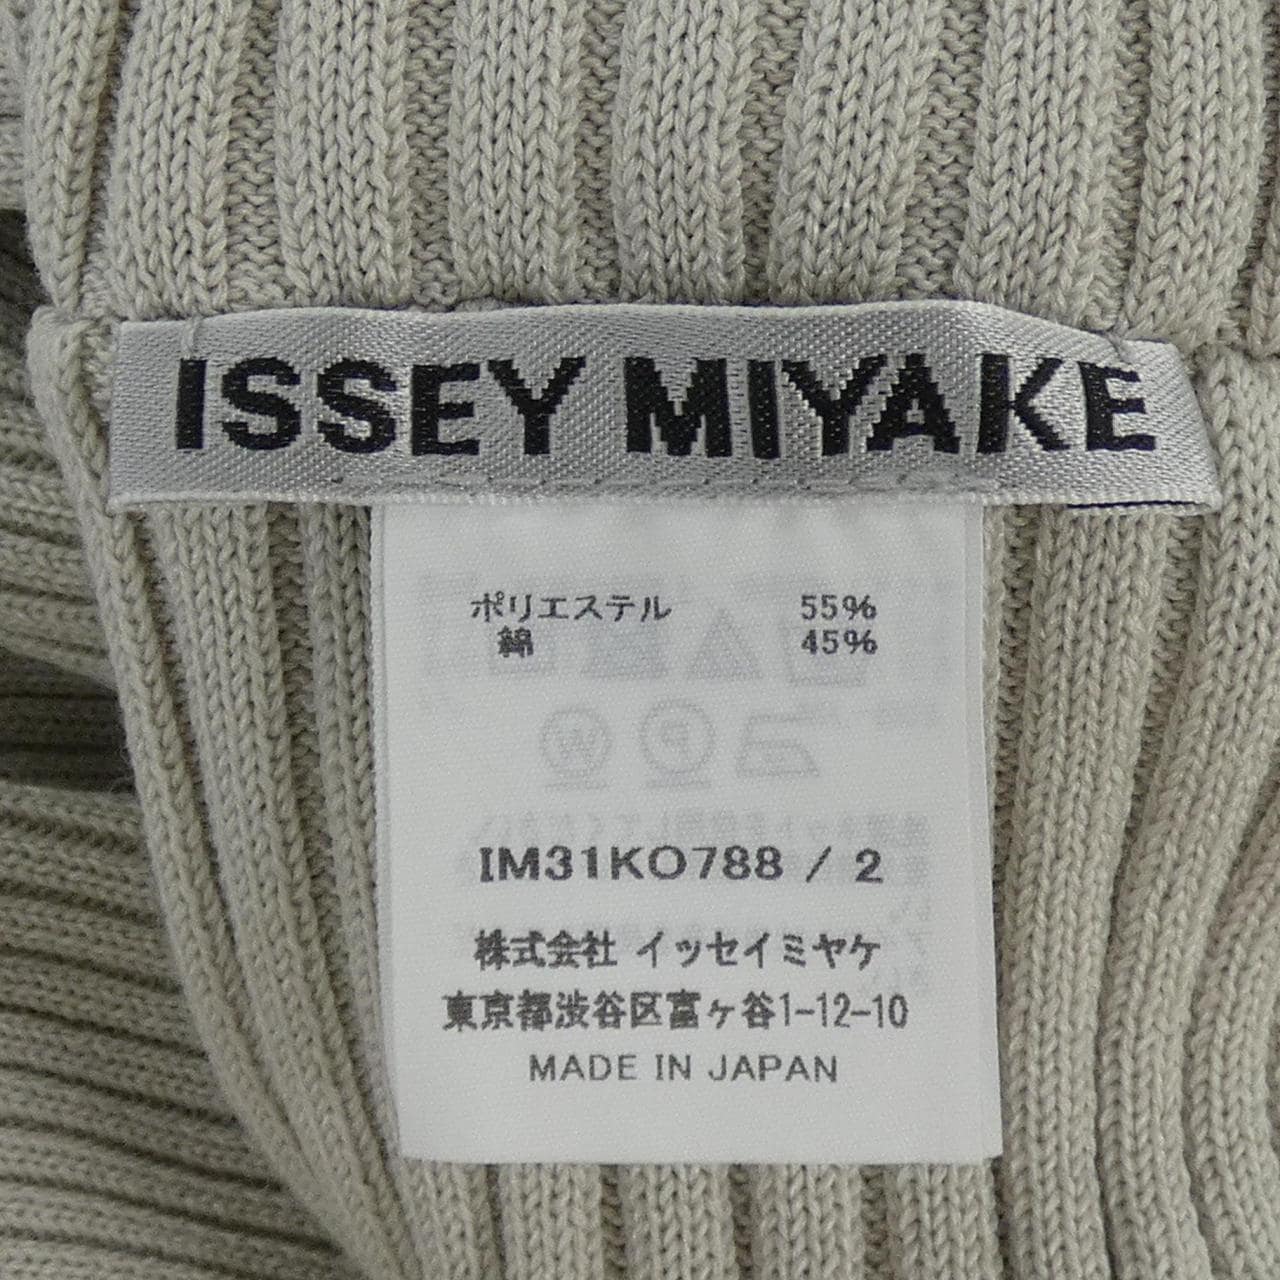 ISSEY MIYAKE
ポリエステル 55%
綿 45%
IM31KO788 / 2
株式会社 イッセイミヤケ
東京都渋谷区富ヶ谷1-12-10
MADE IN JAPAN